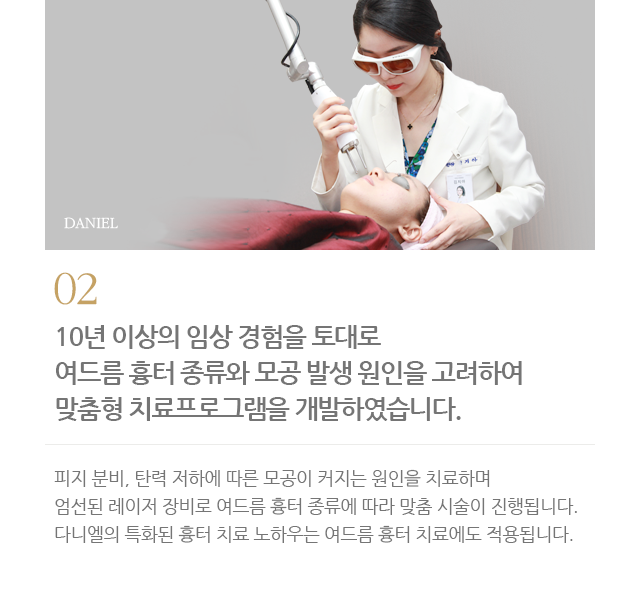 DANIEL
02
10년 이상의 임상 경험을 토대로
여드름 흉터 종류와 모공 발생 원인을 고려하여
맞춤형 치료프로그램을 개발하였습니다.
피지 분비, 탄력 저하에 따른 모공이 커지는 원인을 치료하며
엄선된 레이저 장비로 여드름 흉터 종류에 따라 맞춤 시술이 진행됩니다.
다니엘의 특화된 흉터 치료 노하우는 여드름 흉터 치료에도 적용됩니다.